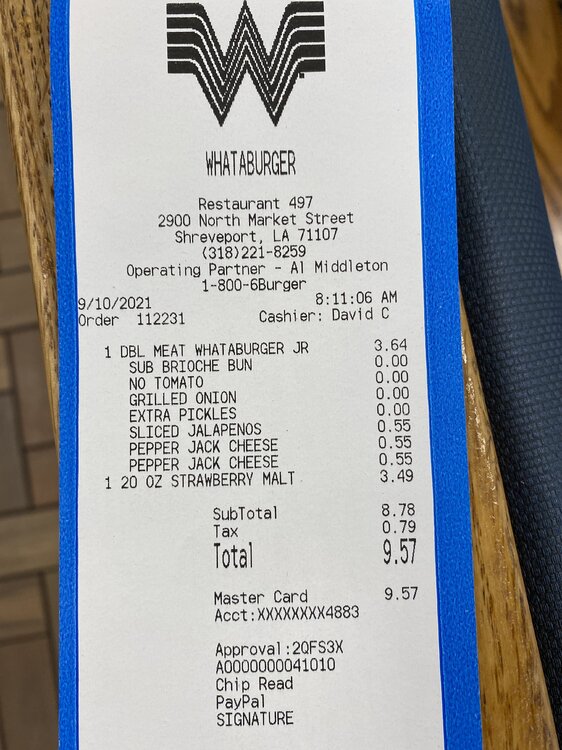 WHATABURGER
Restaurant 497
2900 North Market Street
Shreveport, LA 71107
(318)221-8259
Operating Partner - Al Middleton
1-800-6Burger
9/10/2021 8:11:06 AM
Order 112231 Cashier: David C
1 DBL MEAT WHATABURGER JR 3.64
SUB BRIOCHE BUN 0.00
NO TOMATO 0.00
GRILLED ONION 0.00
EXTRA PICKLES 0.00
SLICED JALAPENOS 0.55
PEPPER JACK CHEESE 0.55
PEPPER JACK CHEESE 0.55
1 20 OZ STRAWBERRY MALT 3.49
SubTotal 8.78
Tax 0.79
Total 9.57
Master Card 9.57
Acct:XXXXXXXX4883
Approval:2QFS3X
A0000000041010
Chip Read
PayPal
SIGNATURE